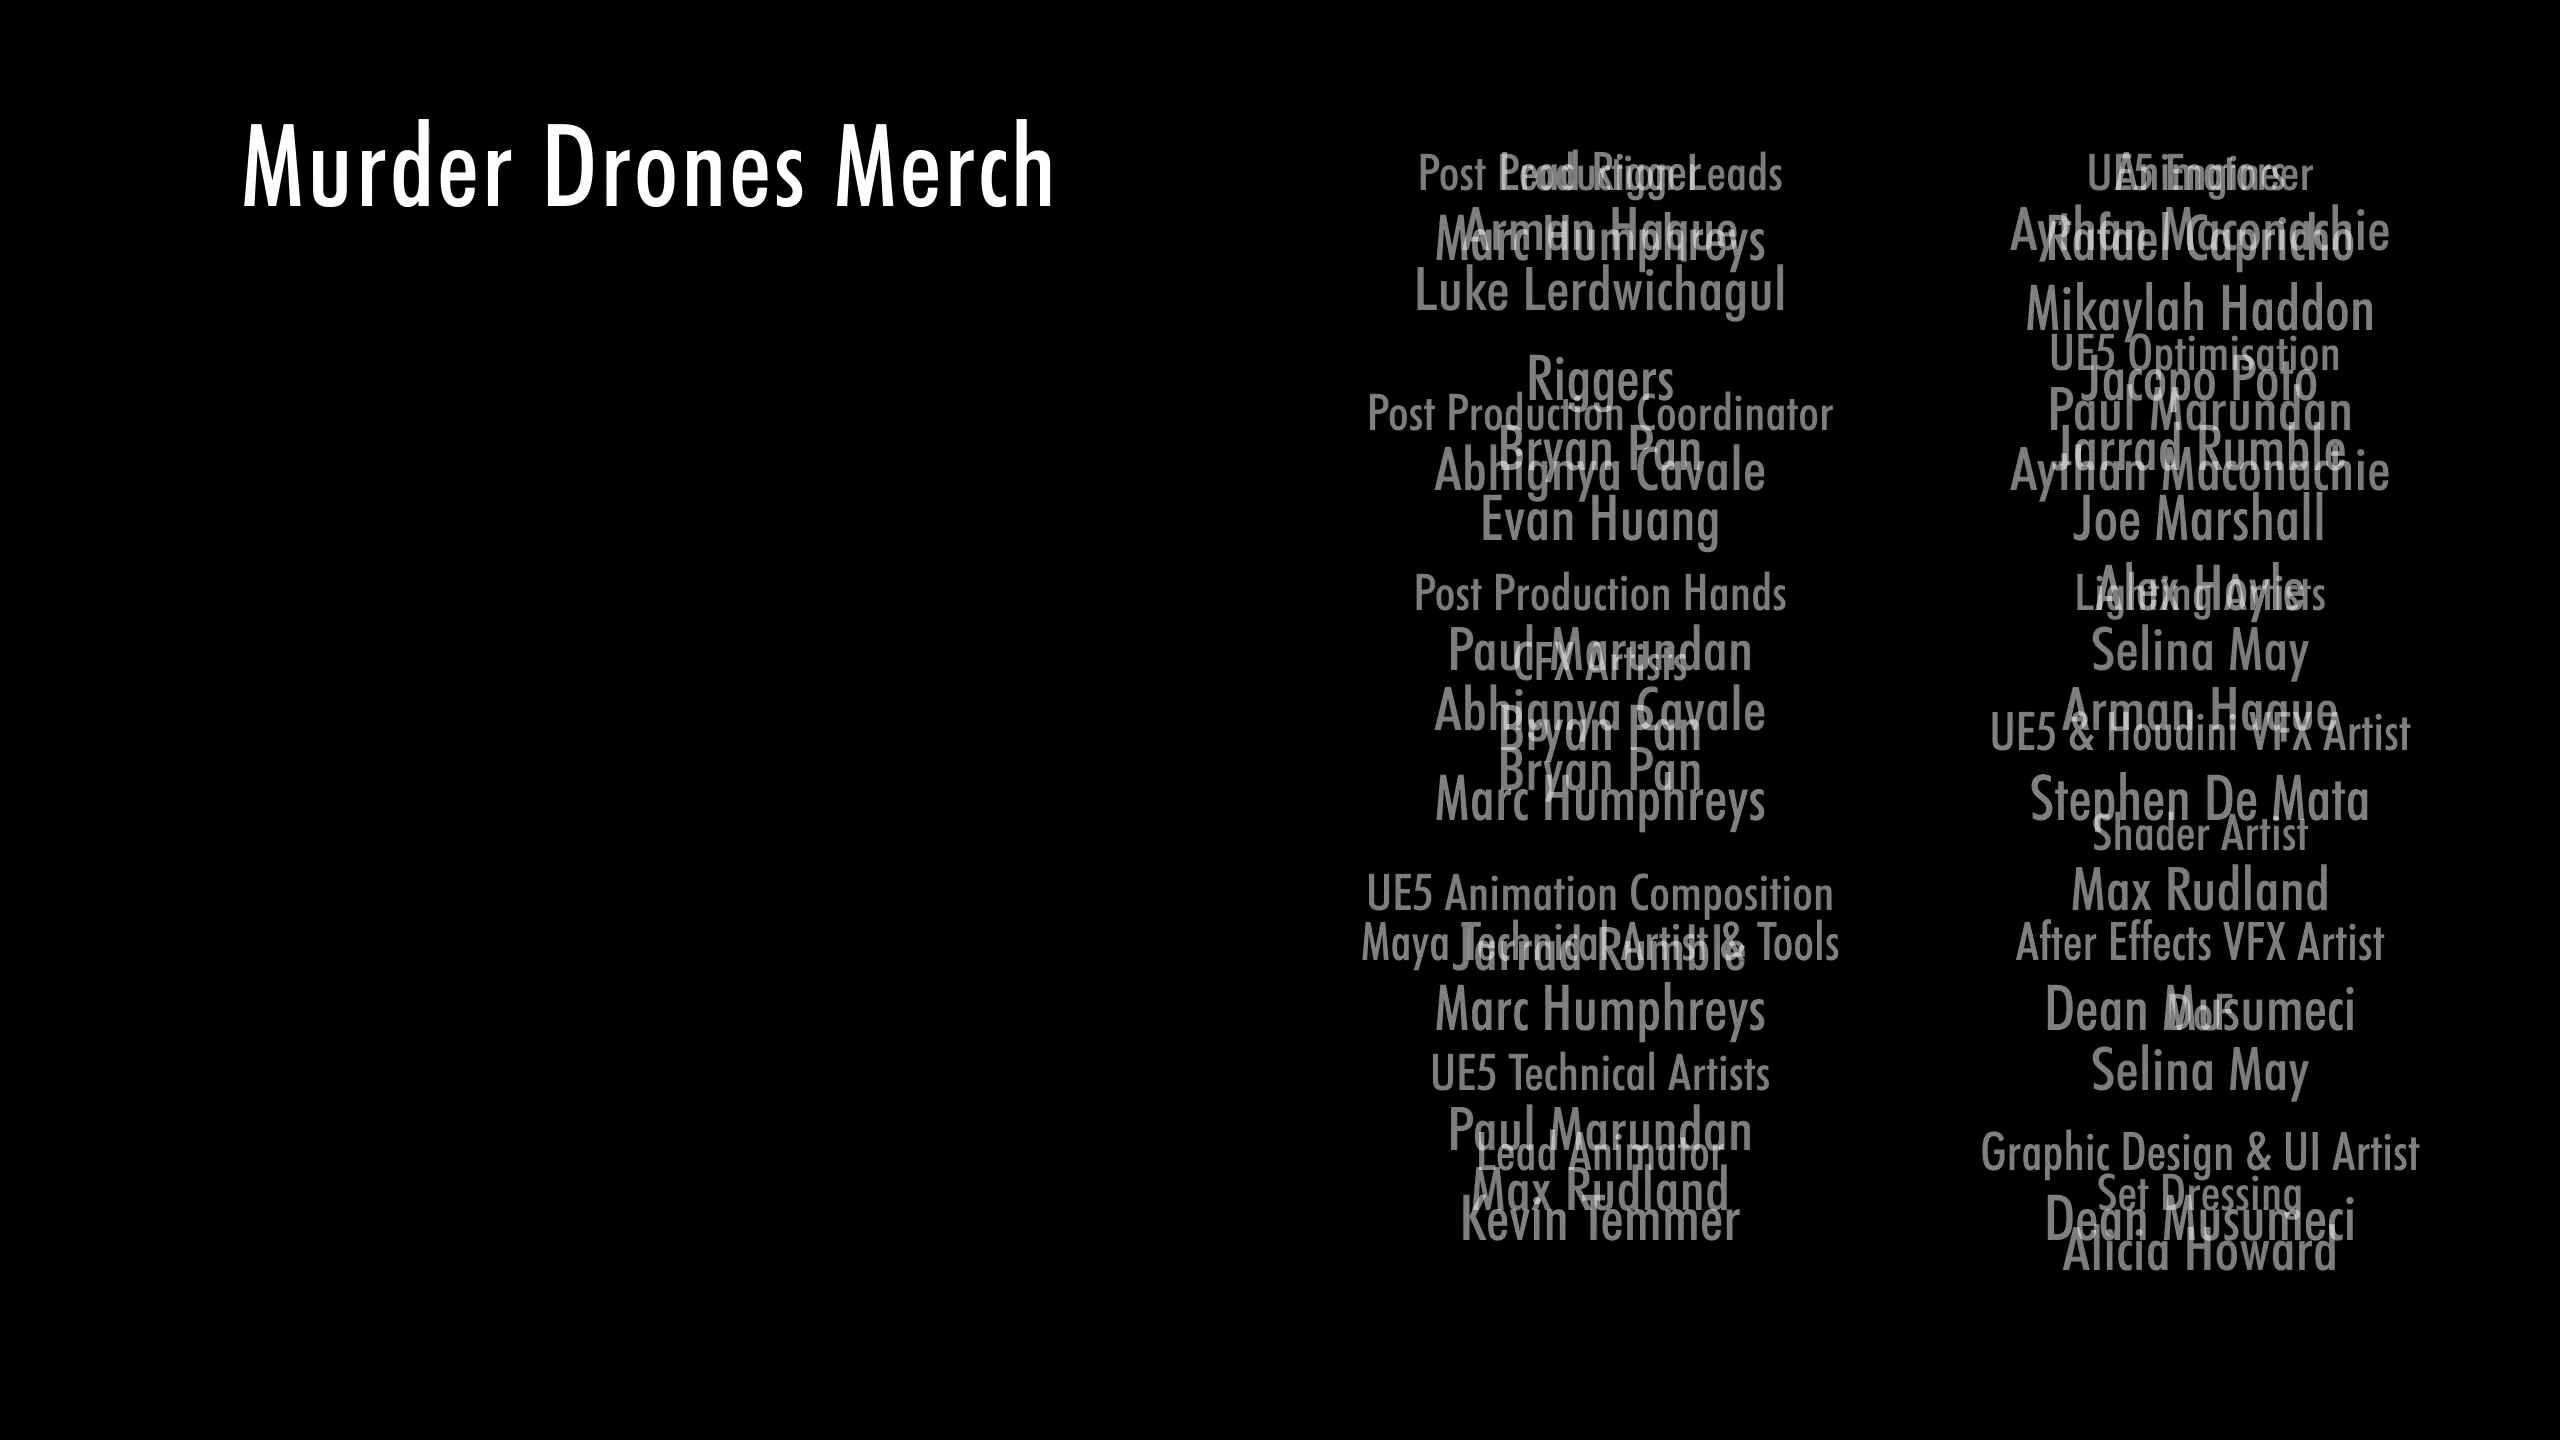 Murder Drones Merch
Post Production Leads
Lead Rigger
Arman Haque
Marc Humphreys
Luke Lerdwichagul
Riggers
Post Production Coordinator
Bryan Pan
Abhignya Cavale
Evan Huang
Post Production Hands
Paul Marundan
CFX Artists
Abhignya Cavale
Bryan Pan
Bryan Pan
Marc Humphreys
UE5 Animation Composition
Maya Technical Artist & Tools
Jarrad Rumble
Marc Humphreys
UE5 Technical Artists
Paul Marundan
Lead Animator
Max Rudland
Kevin Temmer
UE5 Engineer
Animators
Aythan Maconachie
Rafael Capricho
Mikaylah Haddon
UE5 Optimisation
Jacopo Poto
Paul Marundan
Jarrad Rumble
Aythan Maconachie
Joe Marshall
Alex Hoyle
Lighting Artists
Selina May
Arman Haque
UE5 & Houdini VFX Artist
Stephen De Mata
Shader Artist
Max Rudland
After Effects VFX Artist
Dean Musumeci
DoF
Selina May
Graphic Design & UI Artist
Set Dressing
Dean Musumeci
Alicia Howard